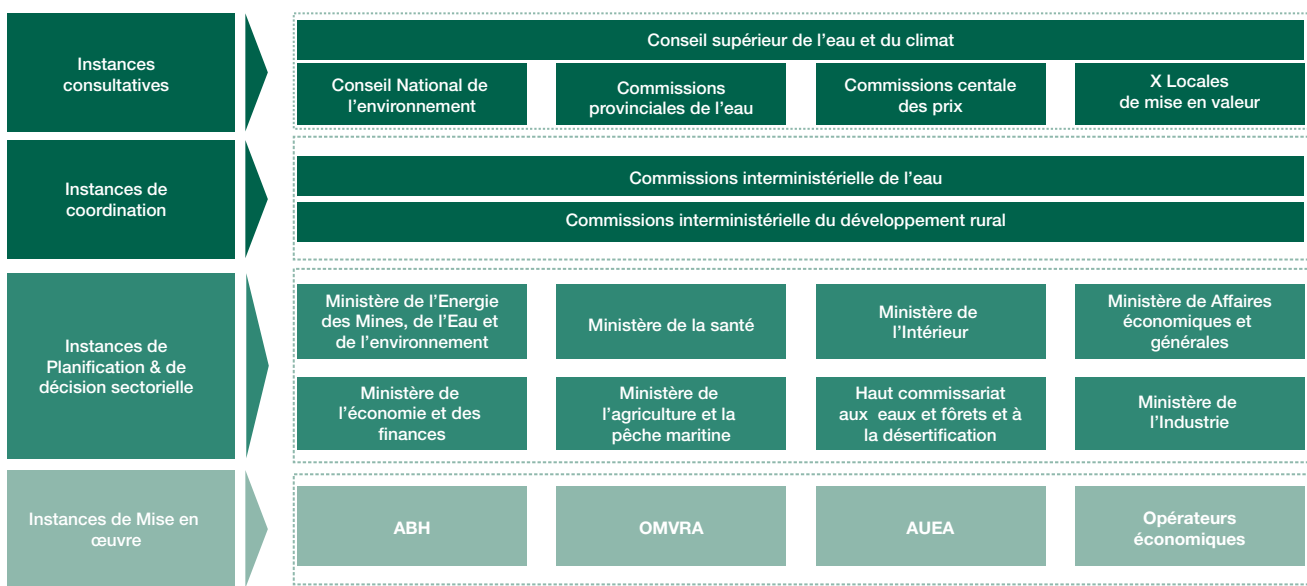 Instances
consultatives
Conseil supérieur de l'eau et du climat
Conseil National de
l'environnement
Commissions
provinciales de l'eau
Commissions centale
des prix
X Locales
de mise en valeur
Instances de
coordination
Commissions interministérielle de l'eau
Commissions interministérielle du développement rural
Instances de
Planification & de
décision sectorielle
Ministère de l'Energie
des Mines, de l'Eau et
de l'environnement
Ministère de la santé
Ministère de
l'Intérieur
Ministère de Affaires
économiques et
générales
Ministère de
l'économie et des
finances
Ministère de
l'agriculture et la
pêche maritine
Haut commissariat
aux eaux et fôrets et à
la désertification
Ministère de
l'Industrie
Instances de Mise en
œuvre
ABH
OMVRA
AUEA
Opérateurs
économiques